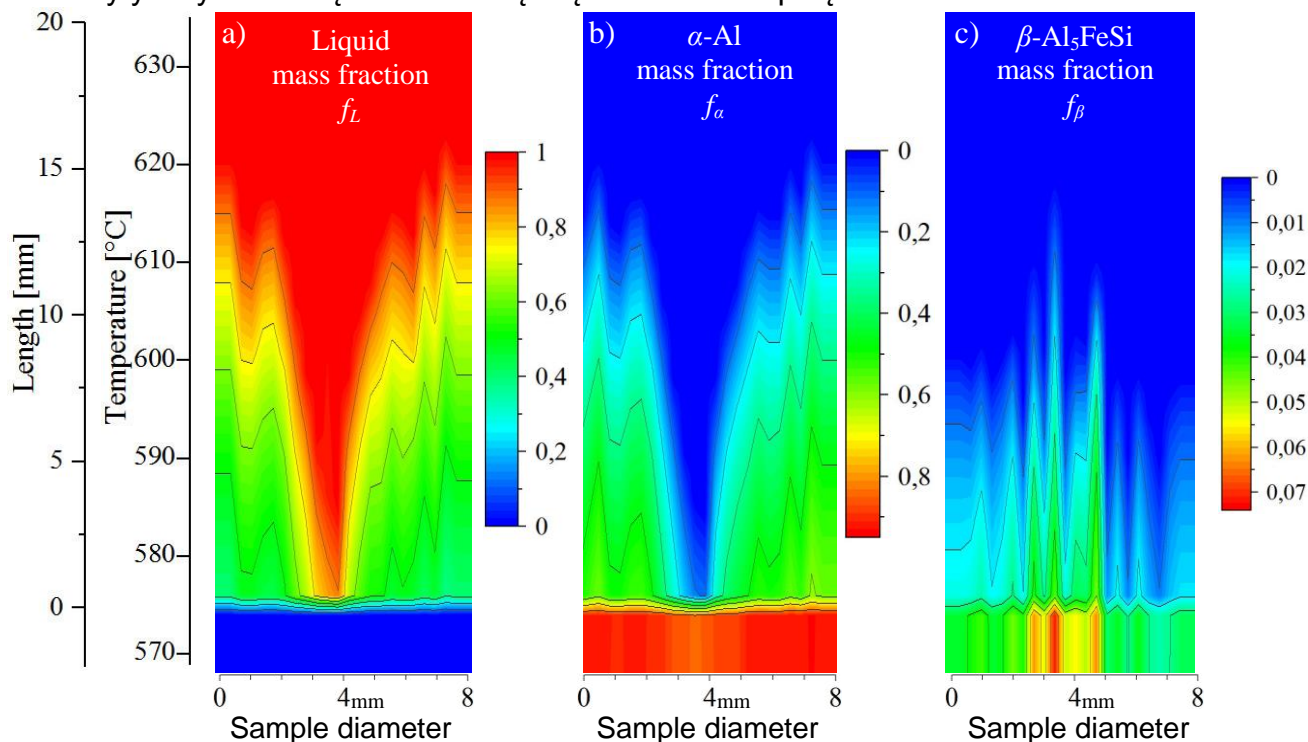 a)
Liquid
mass fraction
f_L
b)
α-Al
mass fraction
f_α
c)
β-Al₅FeSi
mass fraction
f_β
Length [mm]
20
15
10
5
0
Temperature [°C]
630
620
610
600
590
580
570
1
0,8
0,6
0,4
0,2
0
0
0,2
0,4
0,6
0,8
0
0,01
0,02
0,03
0,04
0,05
0,06
0,07
0 4mm 8
Sample diameter
0 4mm 8
Sample diameter
0 4mm 8
Sample diameter